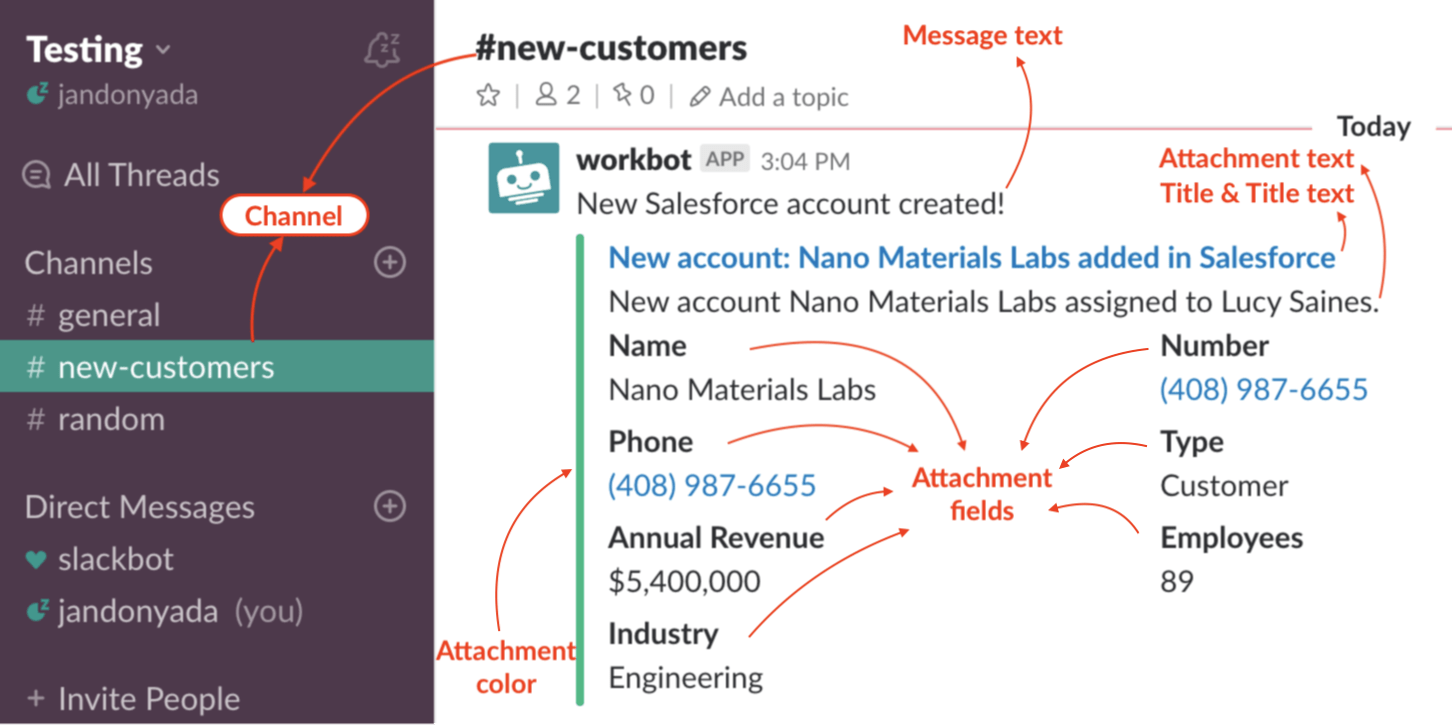 Testing
jandonyada
All Threads
Channel
Channels
# general
# new-customers
# random
Direct Messages
slackbot
jandonyada (you)
+ Invite People
#new-customers
2 | 0 | Add a topic
Message text
Today
workbot APP 3:04 PM
New Salesforce account created!
Attachment text
Title & Title text
New account: Nano Materials Labs added in Salesforce
New account Nano Materials Labs assigned to Lucy Saines.
Name
Nano Materials Labs
Number
(408) 987-6655
Phone
(408) 987-6655
Type
Customer
Attachment
fields
Annual Revenue
$5,400,000
Employees
89
Industry
Engineering
Attachment
color